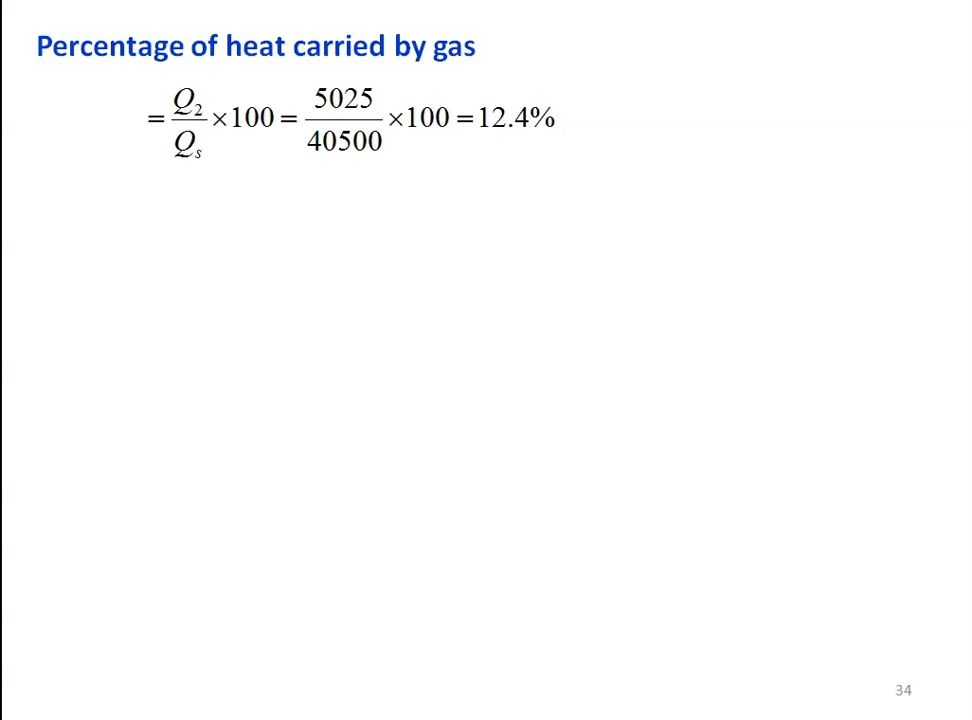 Percentage of heat carried by gas
= Q₂/Qₛ ×100 = 5025/40500 ×100 = 12.4%
34